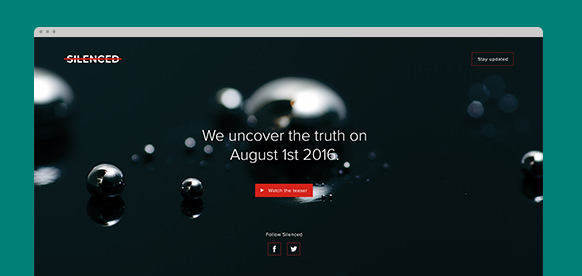 SILENCED
Stay updated
We uncover the truth on
August 1st 2016.
Watch the teaser
Follow Silenced